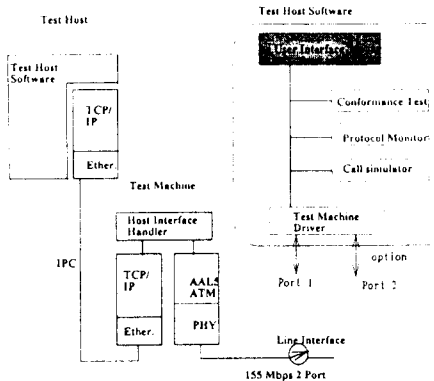 Test Host
Test Host
Software
TCP/
IP
Ether.
IPC
Test Machine
Host Interface
Handler
TCP/
IP
Ether.
AAL5
ATM
PHY
Line Interface
155 Mbps 2 Port
Test Host Software
User Interface
Conformance Test
Protocol Monitor
Call simulator
Test Machine
Driver
option
Port 1
Port 2